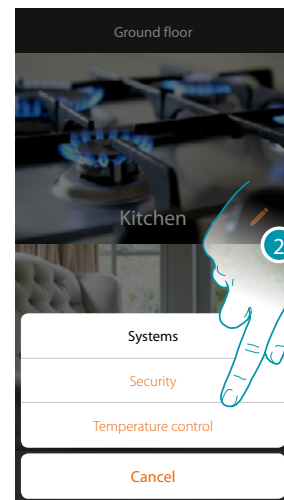 Ground floor
Kitchen
2
Systems
Security
Temperature control
Cancel